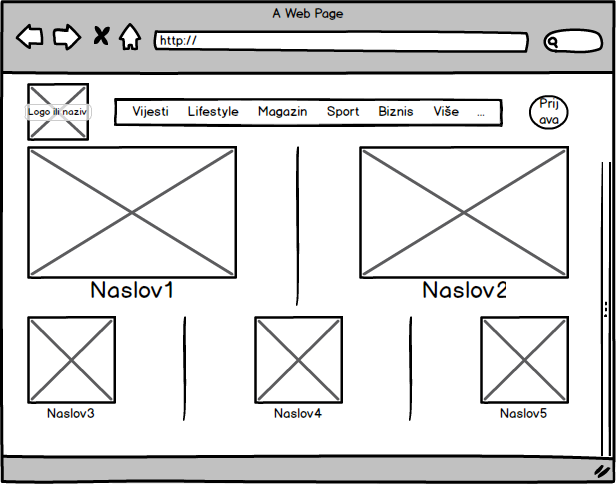 A Web Page
http://
Logo ili naziv
Vijesti Lifestyle Magazin Sport Biznis Više ...
Prij
ava
Naslov1
Naslov2
Naslov3
Naslov4
Naslov5